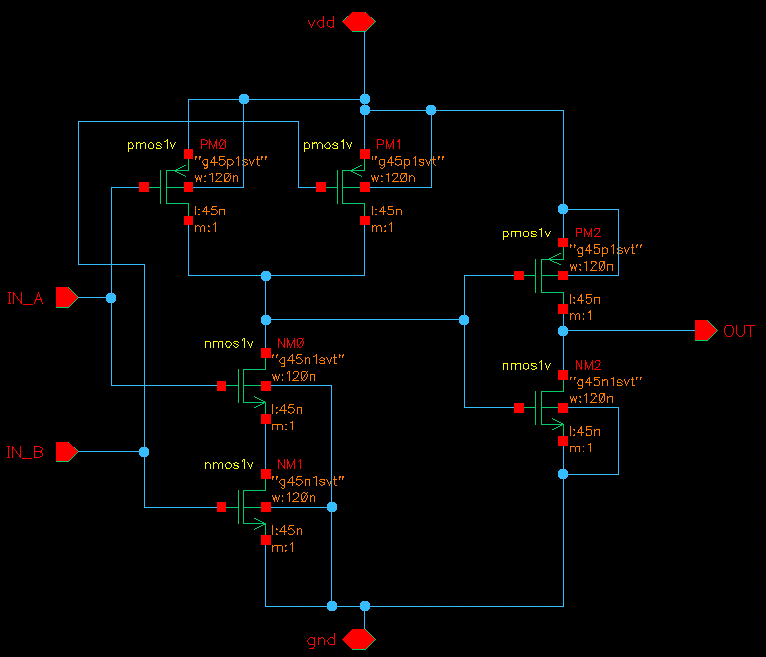 vdd
pmos1v PM0
"g45p1svt"
w:120n
l:45n
m:1
pmos1v PM1
"g45p1svt"
w:120n
l:45n
m:1
pmos1v PM2
"g45p1svt"
w:120n
l:45n
m:1
IN_A
OUT
nmos1v NM0
"g45n1svt"
w:120n
l:45n
m:1
nmos1v NM2
"g45n1svt"
w:120n
l:45n
m:1
IN_B
nmos1v NM1
"g45n1svt"
w:120n
l:45n
m:1
gnd